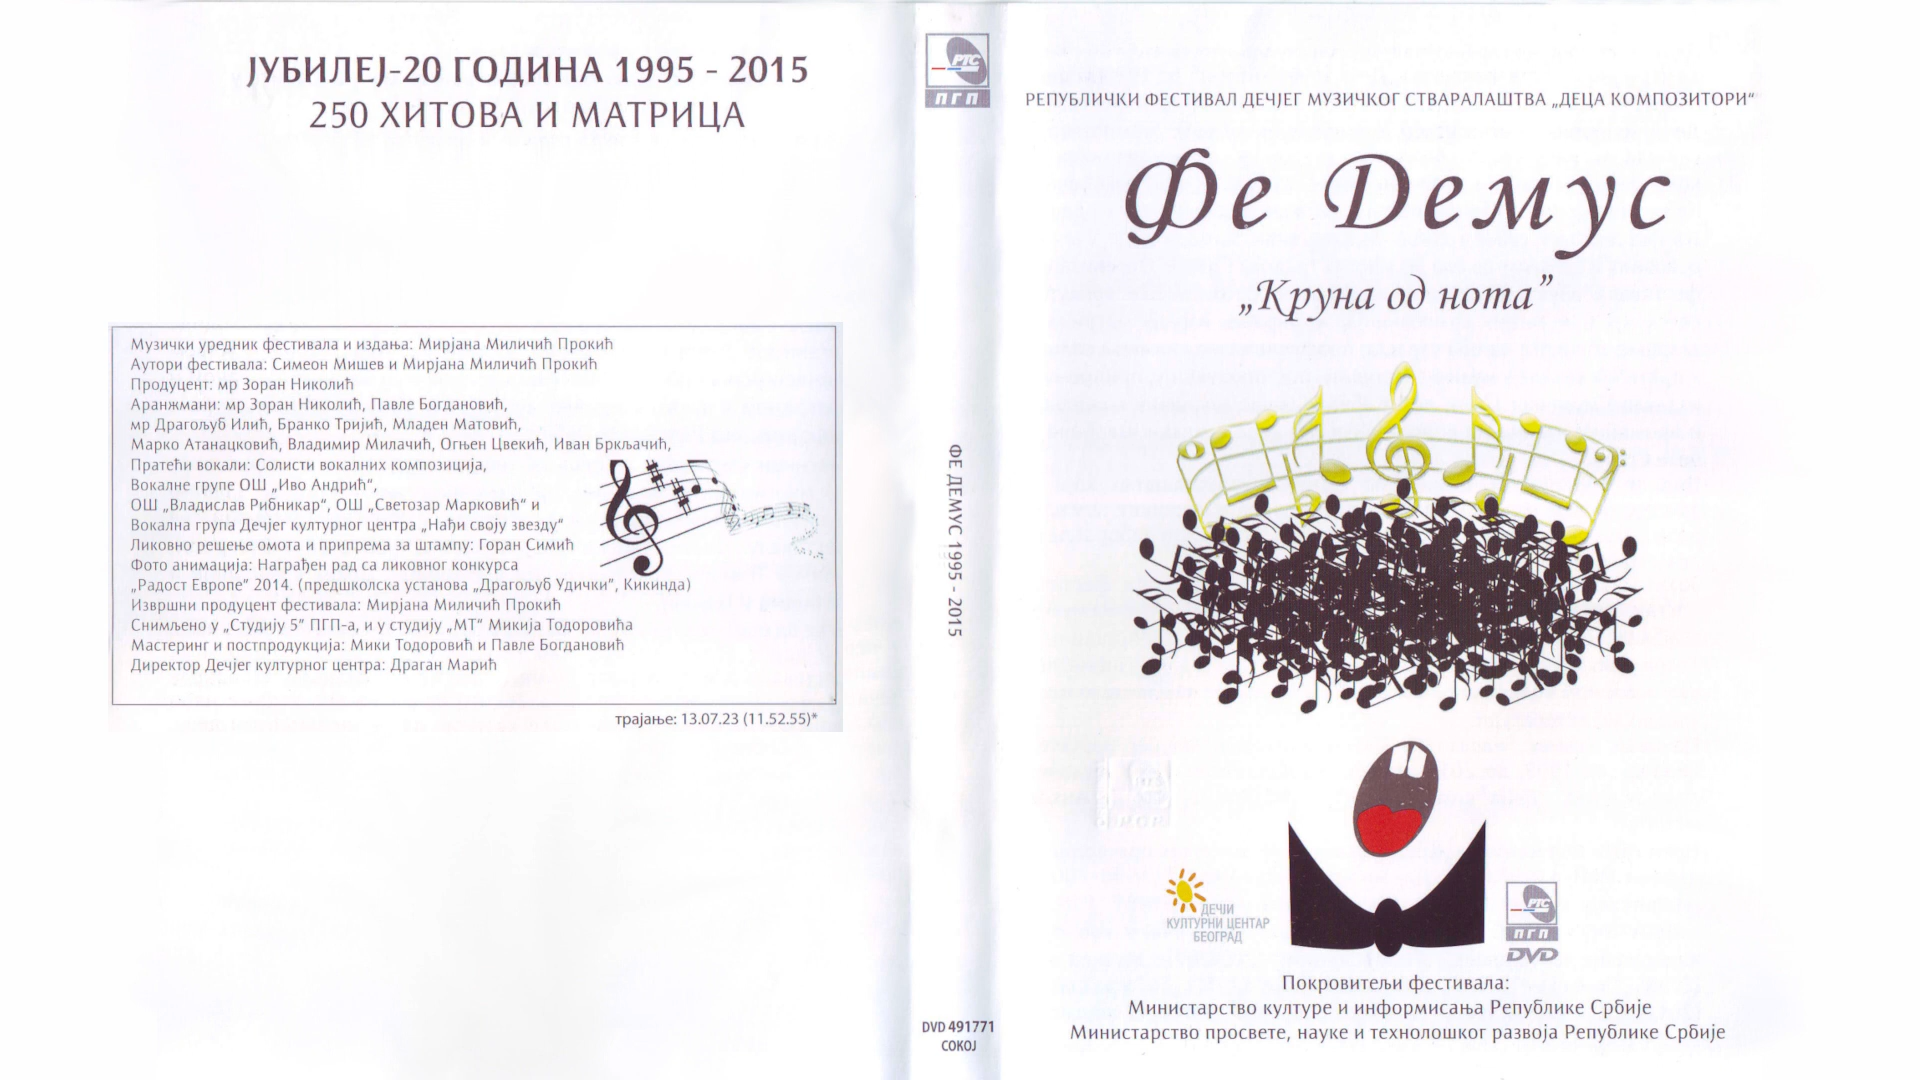 ЈУБИЛЕЈ-20 ГОДИНА 1995 - 2015
250 ХИТОВА И МАТРИЦА
Музички уредник фестивала и издања: Мирјана Миличић Прокић
Аутори фестивала: Симеон Мишев и Мирјана Миличић Прокић
Продуцент: мр Зоран Николић
Аранжмани: мр Зоран Николић, Павле Богдановић,
мр Драгољуб Илић, Бранко Тријић, Младен Матовић,
Марко Атанацковић, Владимир Милачић, Огњен Цвекић, Иван Бркљачић,
Пратећи вокали: Солисти вокалних композиција,
Вокалне групе ОШ „Иво Андрић“,
ОШ „Владислав Рибникар“, ОШ „Светозар Марковић“ и
Вокална група Дечјег културног центра „Нађи своју звезду“
Ликовно решење омота и припрема за штампу: Горан Симић
Фото анимација: Награђен рад са ликовног конкурса
„Радост Европе” 2014. (предшколска установа „Драгољуб Удички”, Кикинда)
Извршни продуцент фестивала: Мирјана Миличић Прокић
Снимљено у „Студију 5” ПГП-а, и у студију „МТ“ Микија Тодоровића
Мастеринг и постпродукција: Мики Тодоровић и Павле Богдановић
Директор Дечјег културног центра: Драган Марић
трајање: 13.07.23 (11.52.55)*
РТС
ПГП
ФЕ ДЕМУС 1995 - 2015
DVD 491771
СОКОЈ
РЕПУБЛИЧКИ ФЕСТИВАЛ ДЕЧЈЕГ МУЗИЧКОГ СТВАРАЛАШТВА „ДЕЦА КОМПОЗИТОРИ“
Фе Демус
„Круна од нота”
ДЕЧЈИ
КУЛТУРНИ ЦЕНТАР
БЕОГРАД
РТС
ПГП
DVD
Покровитељи фестивала:
Министарство културе и информисања Републике Србије
Министарство просвете, науке и технолошког развоја Републике Србије